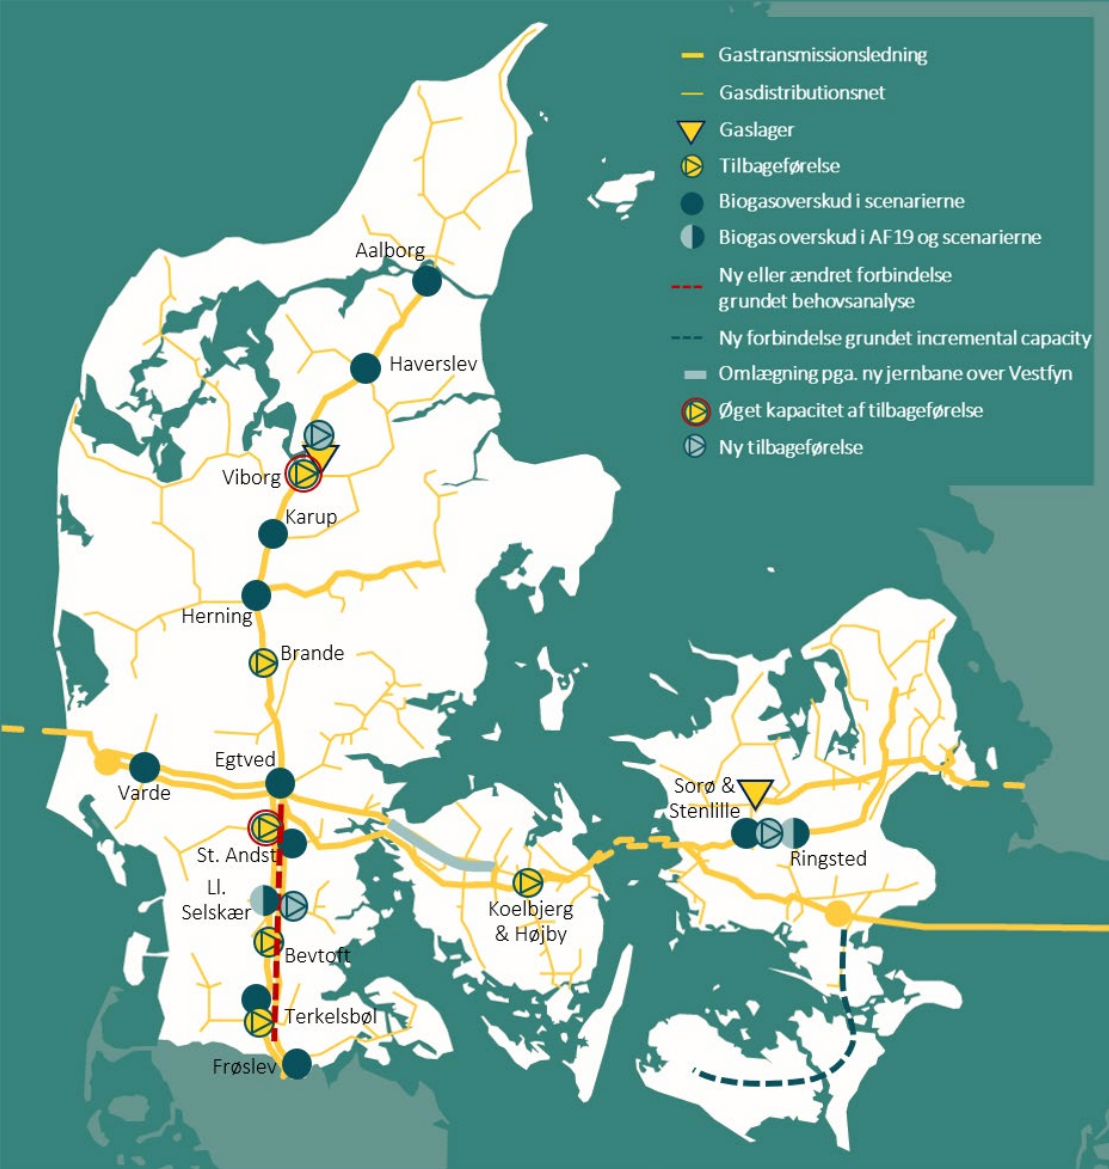 Gastransmissionsledning
Gasdistributionsnet
Gaslager
Tilbageførelse
Biogasoverskud i scenarierne
Biogas overskud i AF19 og scenarierne
Ny eller ændret forbindelse
grundet behovsanalyse
Ny forbindelse grundet incremental capacity
Omlægning pga. ny jernbane over Vestfyn
Øget kapacitet af tilbageførelse
Ny tilbageførelse
Aalborg
Haverslev
Viborg
Karup
Herning
Brande
Egtved
Varde
Sorø &
Stenlille
Ringsted
St. Andst
Ll.
Selskær
Koelbjerg
& Højby
Bevtoft
Terkelsbøl
Frøslev